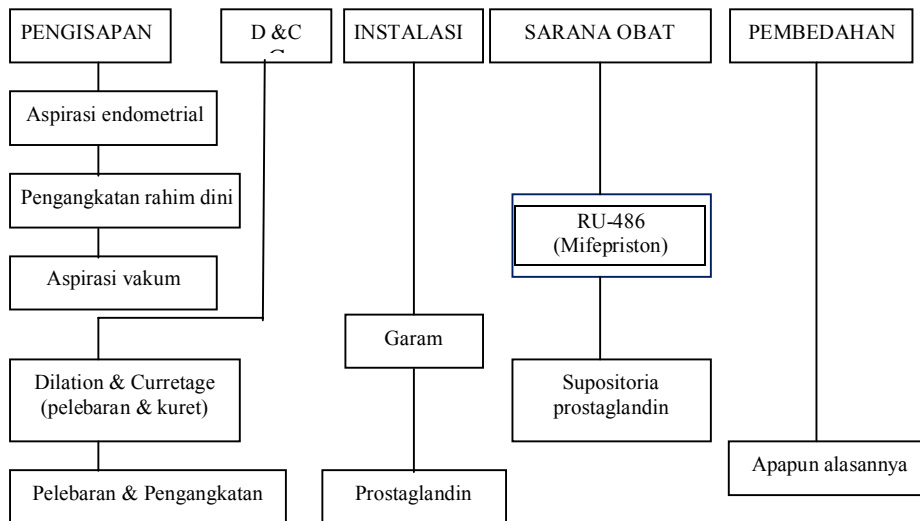 PENGISAPAN
D &C
INSTALASI
SARANA OBAT
PEMBEDAHAN
Aspirasi endometrial
Pengangkatan rahim dini
RU-486
(Mifepriston)
Aspirasi vakum
Garam
Dilation & Curretage
(pelebaran & kuret)
Supositoria
prostaglandin
Pelebaran & Pengangkatan
Prostaglandin
Apapun alasannya